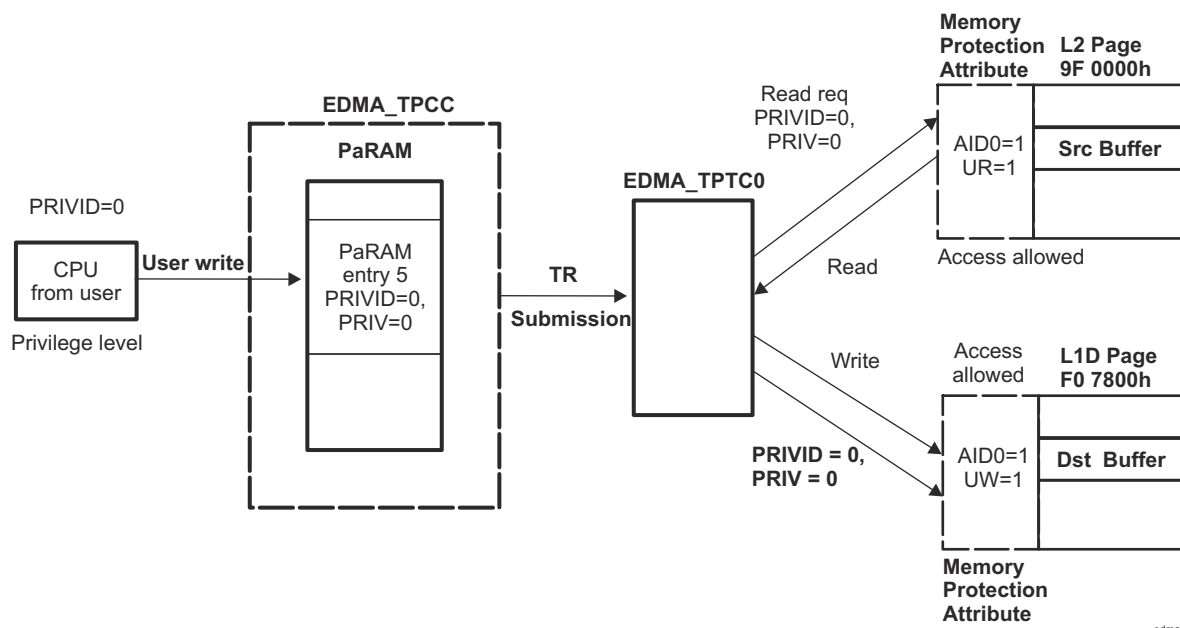 PRIVID=0
CPU
from user
Privilege level
User write
EDMA_TPCC
PaRAM
PaRAM
entry 5
PRIVID=0,
PRIV=0
TR
Submission
EDMA_TPTC0
Read req
PRIVID=0,
PRIV=0
Read
Memory
Protection
Attribute
L2 Page
9F 0000h
AID0=1
UR=1
Src Buffer
Access allowed
Write
PRIVID = 0,
PRIV = 0
Access
allowed
L1D Page
F0 7800h
AID0=1
UW=1
Dst Buffer
Memory
Protection
Attribute